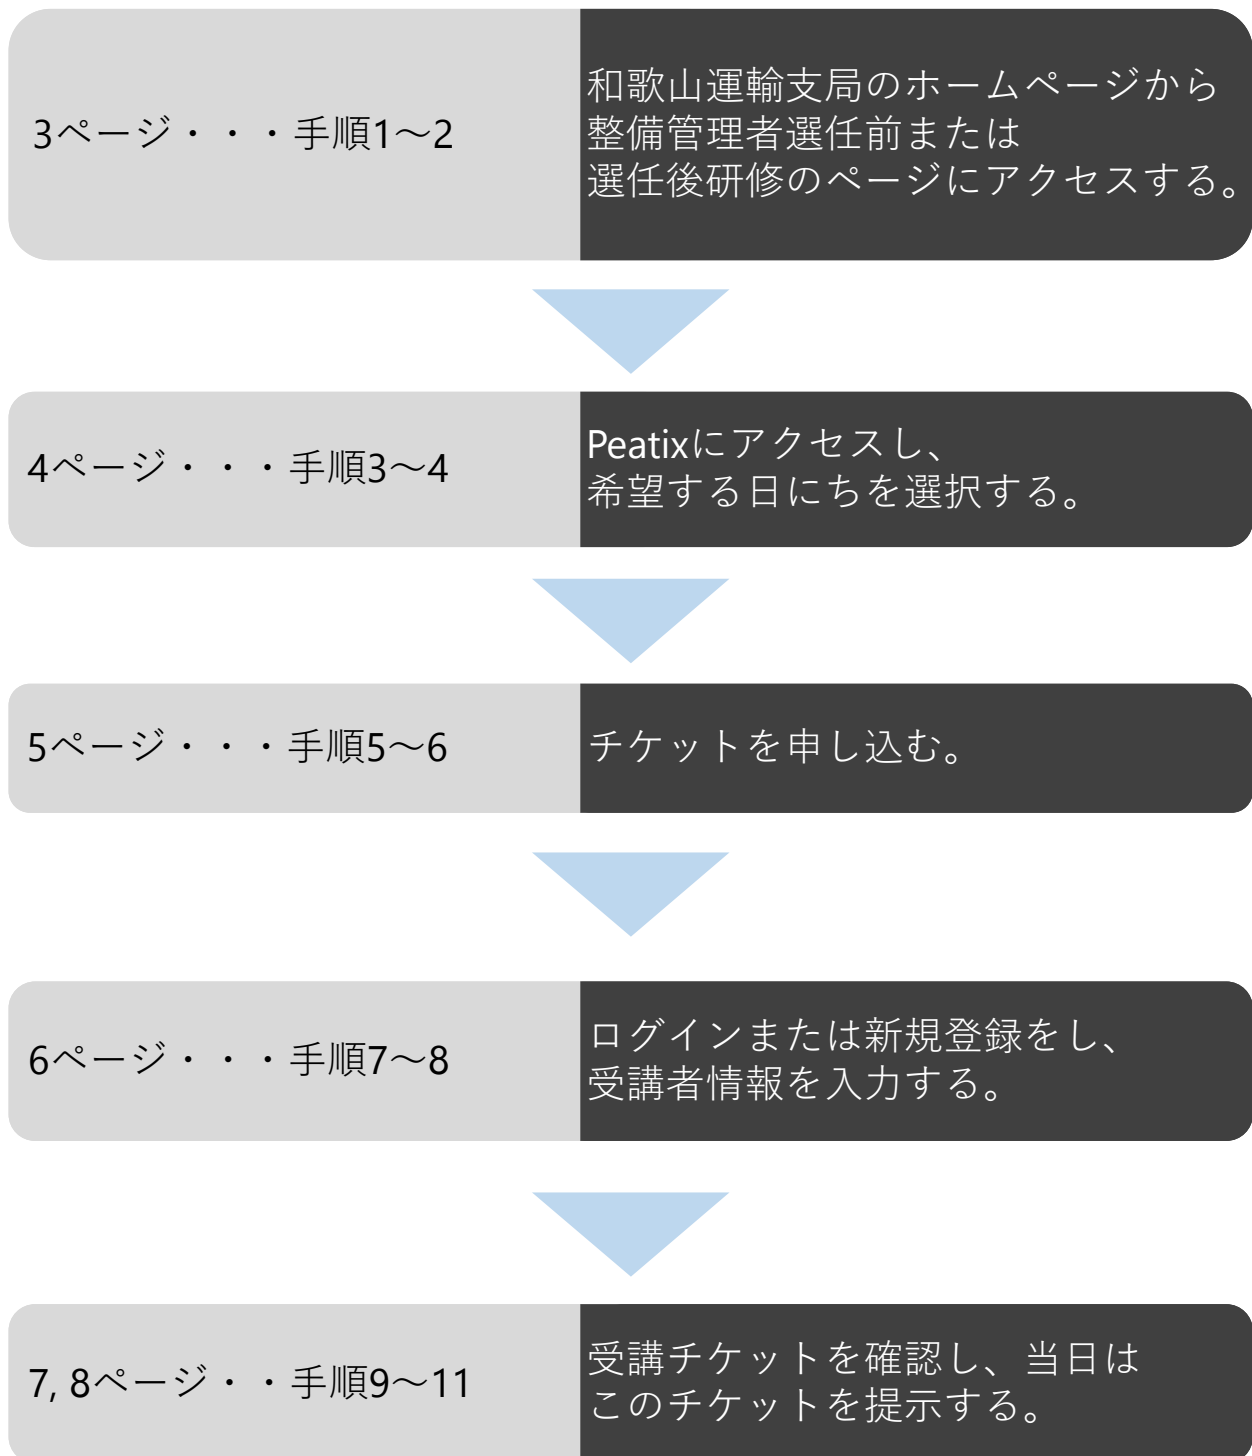 3ページ・・・手順1～2
和歌山運輸支局のホームページから
整備管理者選任前または
選任後研修のページにアクセスする。
4ページ・・・手順3～4
Peatixにアクセスし、
希望する日にちを選択する。
5ページ・・・手順5～6
チケットを申し込む。
6ページ・・・手順7～8
ログインまたは新規登録をし、
受講者情報を入力する。
7, 8ページ・・手順9～11
受講チケットを確認し、当日は
このチケットを提示する。